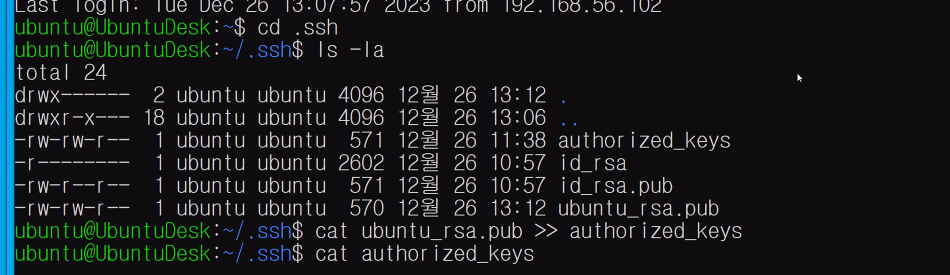 Last login: Tue Dec 26 13:07:57 2023 from 192.168.56.102
ubuntu@UbuntuDesk:~$ cd .ssh
ubuntu@UbuntuDesk:~/.ssh$ ls -la
total 24
drwx------  2 ubuntu ubuntu 4096 12월 26 13:12 .
drwxr-x--- 18 ubuntu ubuntu 4096 12월 26 13:06 ..
-rw-rw-r--  1 ubuntu ubuntu  571 12월 26 11:38 authorized_keys
-r--------  1 ubuntu ubuntu 2602 12월 26 10:57 id_rsa
-rw-r--r--  1 ubuntu ubuntu  571 12월 26 10:57 id_rsa.pub
-rw-rw-r--  1 ubuntu ubuntu  570 12월 26 13:12 ubuntu_rsa.pub
ubuntu@UbuntuDesk:~/.ssh$ cat ubuntu_rsa.pub >> authorized_keys
ubuntu@UbuntuDesk:~/.ssh$ cat authorized_keys